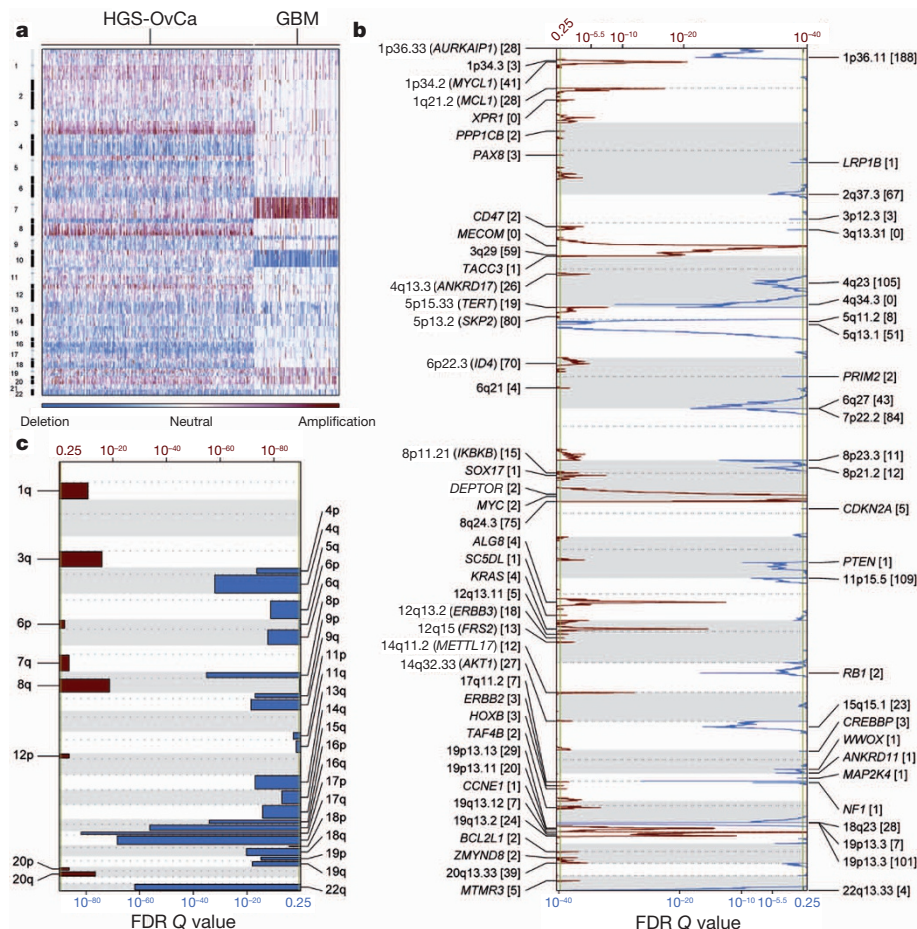 a
HGS-OvCa
GBM
1
2
3
4
5
6
7
8
9
10
11
12
13
14
15
16
17
18
19
20
21
22
Deletion
Neutral
Amplification
b
0.25
10^-5.5
10^-10
10^-20
10^-40
1p36.33 (AURKAIP1) [28]
1p34.3 [3]
1p34.2 (MYCL1) [41]
1q21.2 (MCL1) [28]
XPR1 [0]
PPP1CB [2]
PAX8 [3]
CD47 [2]
MECOM [0]
3q29 [59]
TACC3 [1]
4q13.3 (ANKRD17) [26]
5p15.33 (TERT) [19]
5p13.2 (SKP2) [80]
6p22.3 (ID4) [70]
6q21 [4]
8p11.21 (IKBKB) [15]
SOX17 [1]
DEPTOR [2]
MYC [2]
8q24.3 [75]
ALG8 [4]
SC5DL [1]
KRAS [4]
12q13.11 [5]
12q13.2 (ERBB3) [18]
12q15 (FRS2) [13]
14q11.2 (METTL17) [12]
14q32.33 (AKT1) [27]
17q11.2 [7]
ERBB2 [3]
HOXB [3]
TAF4B [2]
19p13.13 [29]
19p13.11 [20]
CCNE1 [1]
19q13.12 [7]
19q13.2 [24]
BCL2L1 [2]
ZMYND8 [2]
20q13.33 [39]
MTMR3 [5]
1p36.11 [188]
LRP1B [1]
2q37.3 [67]
3p12.3 [3]
3q13.31 [0]
4q23 [105]
4q34.3 [0]
5q11.2 [8]
5q13.1 [51]
PRIM2 [2]
6q27 [43]
7p22.2 [84]
8p23.3 [11]
8p21.2 [12]
CDKN2A [5]
PTEN [1]
11p15.5 [109]
RB1 [2]
15q15.1 [23]
CREBBP [3]
WWOX [1]
ANKRD11 [1]
MAP2K4 [1]
NF1 [1]
18q23 [28]
19p13.3 [7]
19p13.3 [101]
22q13.33 [4]
10^-40
10^-20
10^-10
10^-5.5
0.25
FDR Q value
c
0.25
10^-20
10^-40
10^-60
10^-80
1q
3q
6p
7q
8q
12p
20p
20q
4p
4q
5q
6p
6q
8p
9p
9q
11p
11q
13q
14q
15q
16p
16q
17p
17q
18p
18q
19p
19q
22q
10^-80
10^-60
10^-40
10^-20
0.25
FDR Q value